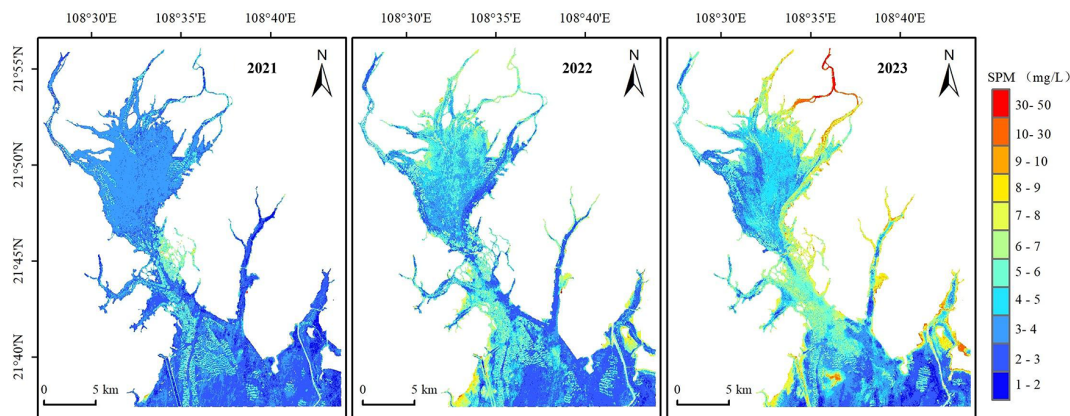 108°30'E 108°35'E 108°40'E 108°30'E 108°35'E 108°40'E 108°30'E 108°35'E 108°40'E
21°55'N
21°50'N
21°45'N
21°40'N
2021
N
0 5 km
2022
N
0 5 km
2023
N
0 5 km
SPM （mg/L）
30- 50
10- 30
9 - 10
8 - 9
7 - 8
6 - 7
5 - 6
4 - 5
3- 4
2 - 3
1 - 2